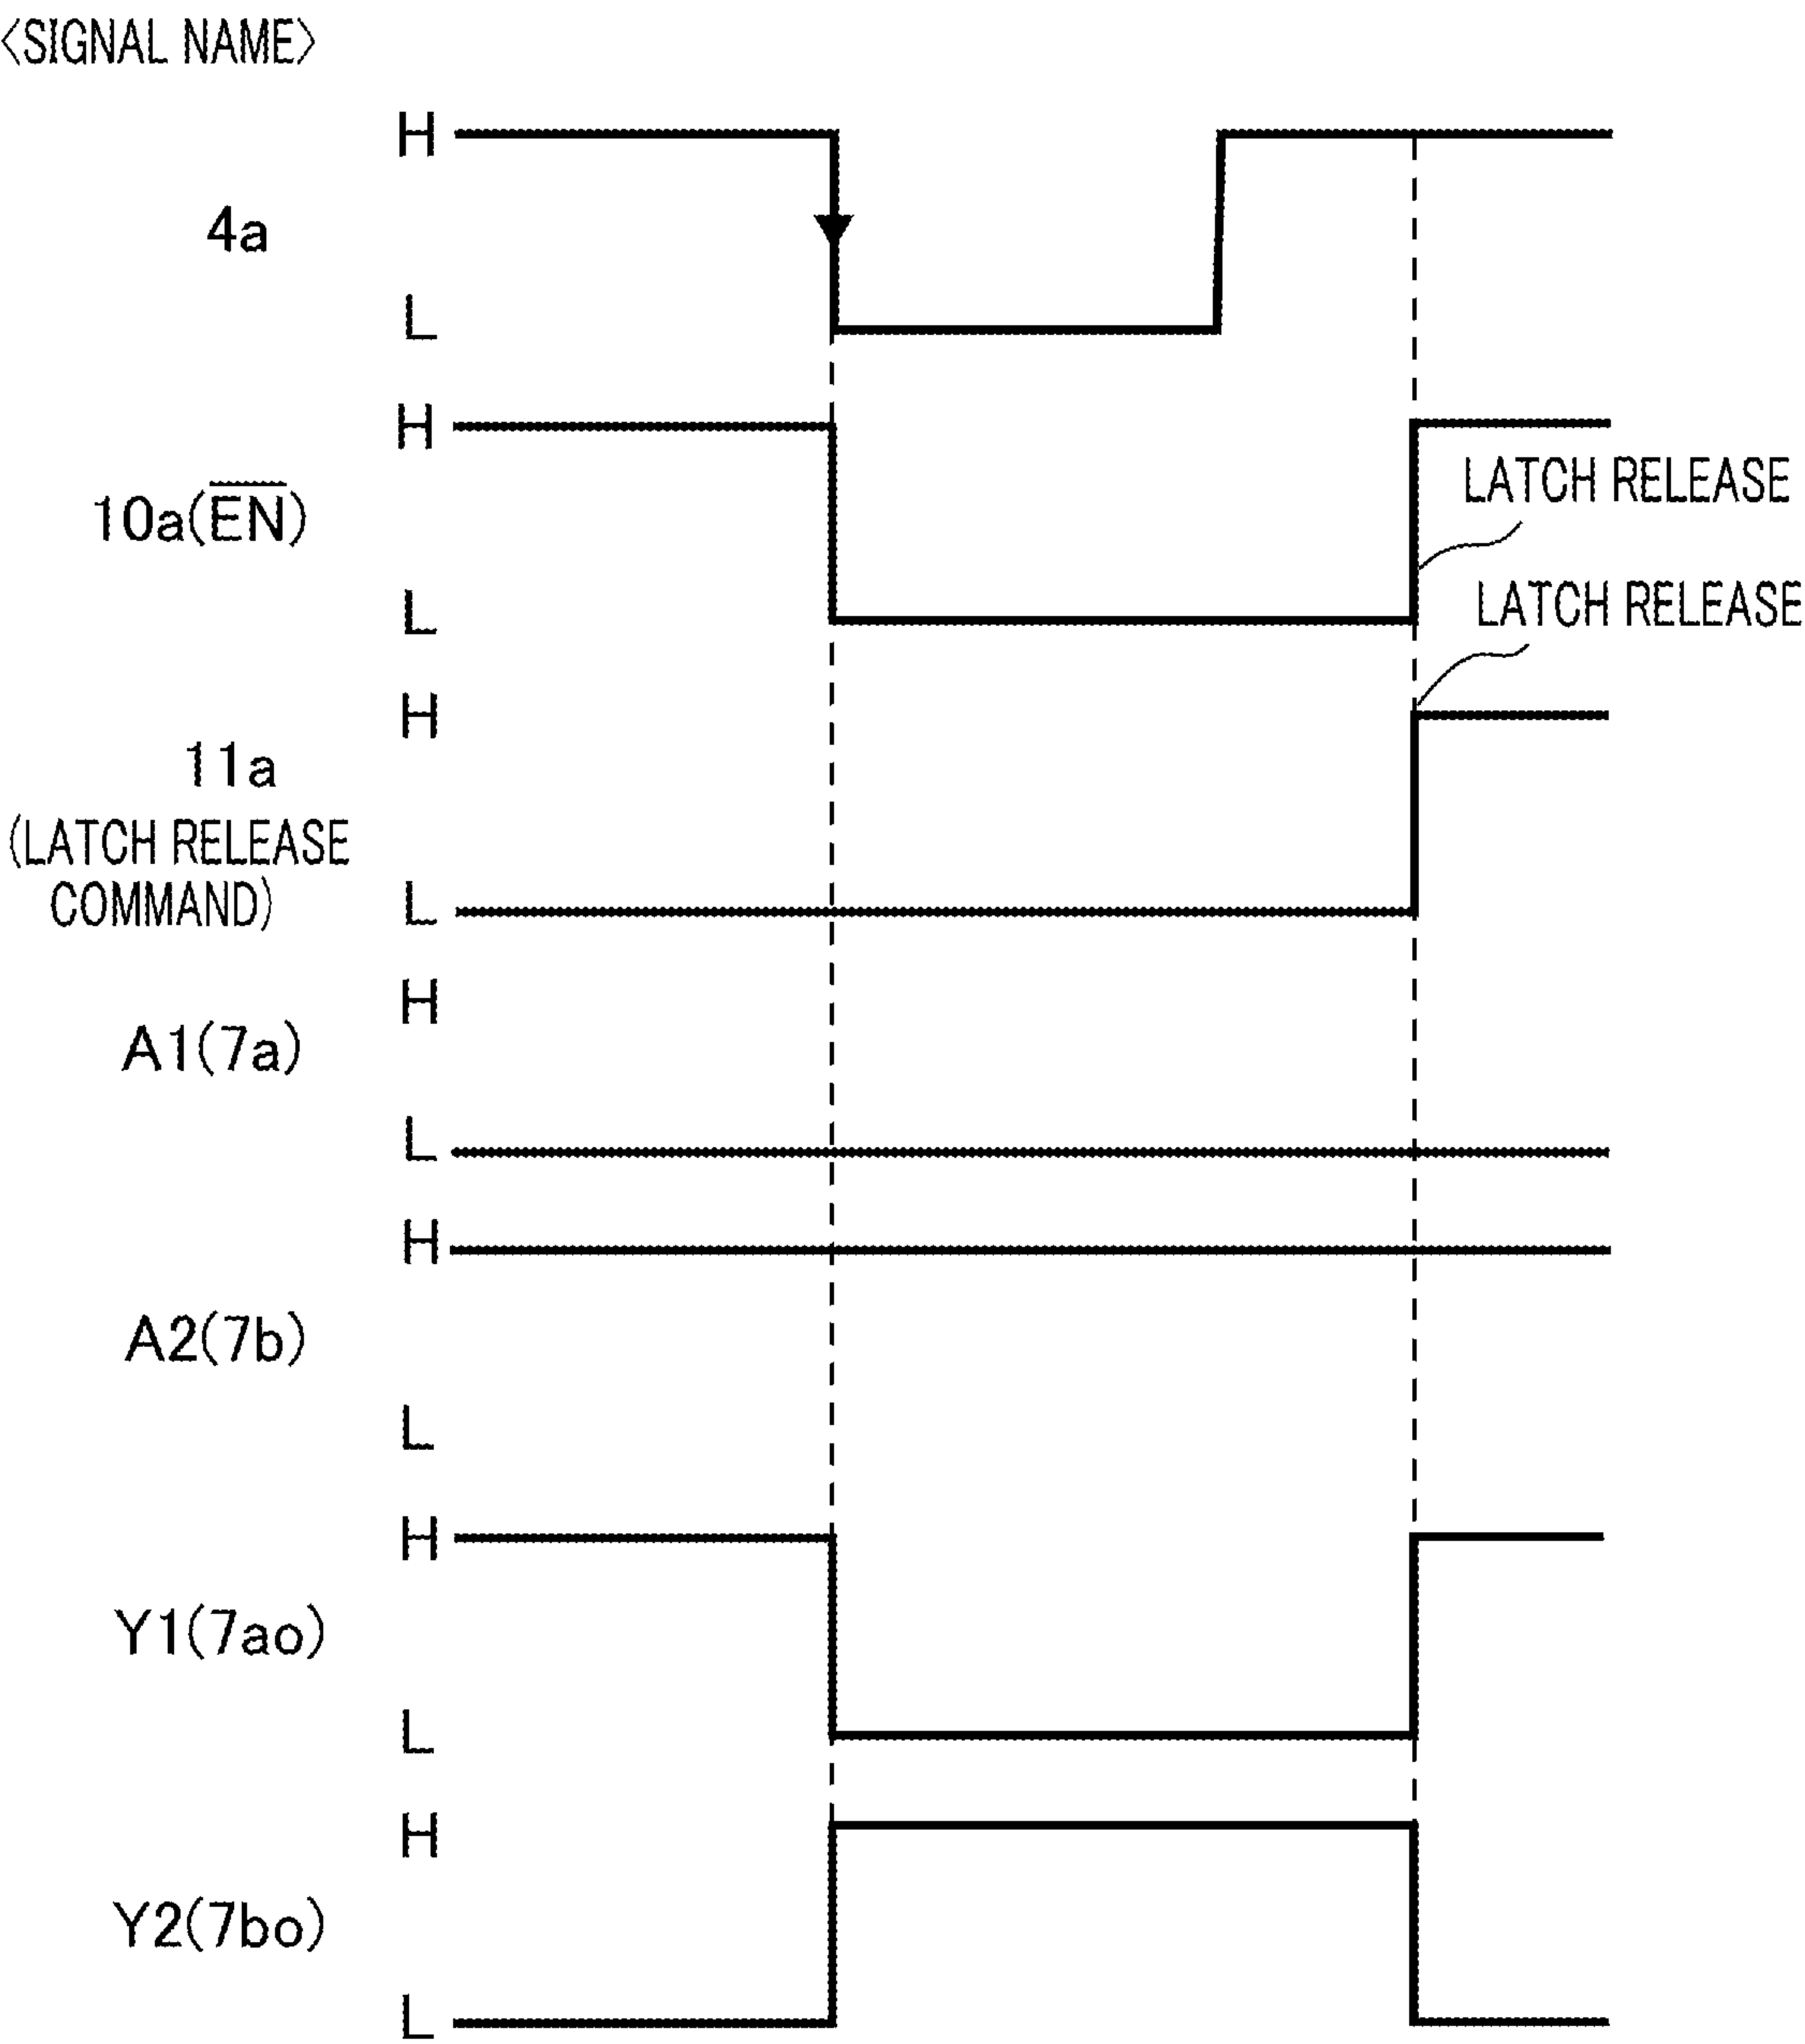 <SIGNAL NAME>
H
4a
L
H
10a(E̅N̅)
L
LATCH RELEASE
LATCH RELEASE
H
11a
(LATCH RELEASE
COMMAND)
L
H
A1(7a)
L
H
A2(7b)
L
H
Y1(7ao)
L
H
Y2(7bo)
L